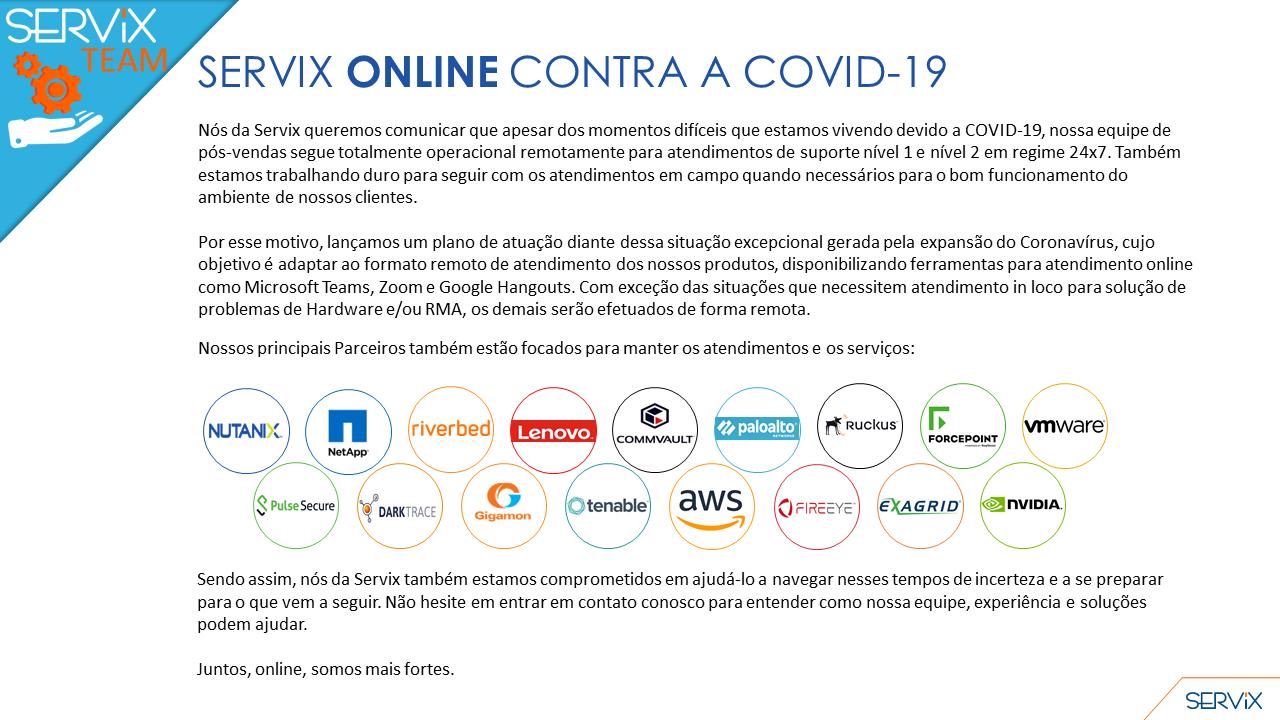 SERVIX
TEAM
SERVIX ONLINE CONTRA A COVID-19
Nós da Servix queremos comunicar que apesar dos momentos difíceis que estamos vivendo devido a COVID-19, nossa equipe de
pós-vendas segue totalmente operacional remotamente para atendimentos de suporte nível 1 e nível 2 em regime 24x7. Também
estamos trabalhando duro para seguir com os atendimentos em campo quando necessários para o bom funcionamento do
ambiente de nossos clientes.
Por esse motivo, lançamos um plano de atuação diante dessa situação excepcional gerada pela expansão do Coronavírus, cujo
objetivo é adaptar ao formato remoto de atendimento dos nossos produtos, disponibilizando ferramentas para atendimento online
como Microsoft Teams, Zoom e Google Hangouts. Com exceção das situações que necessitem atendimento in loco para solução de
problemas de Hardware e/ou RMA, os demais serão efetuados de forma remota.
Nossos principais Parceiros também estão focados para manter os atendimentos e os serviços:
NUTANIX NetApp riverbed Lenovo COMMVAULT paloalto NETWORKS RUCKUS FORCEPOINT vmware
Pulse Secure DARKTRACE Gigamon tenable aws FIREEYE EXAGRID NVIDIA.
Sendo assim, nós da Servix também estamos comprometidos em ajudá-lo a navegar nesses tempos de incerteza e a se preparar
para o que vem a seguir. Não hesite em entrar em contato conosco para entender como nossa equipe, experiência e soluções
podem ajudar.
Juntos, online, somos mais fortes.
SERVIX